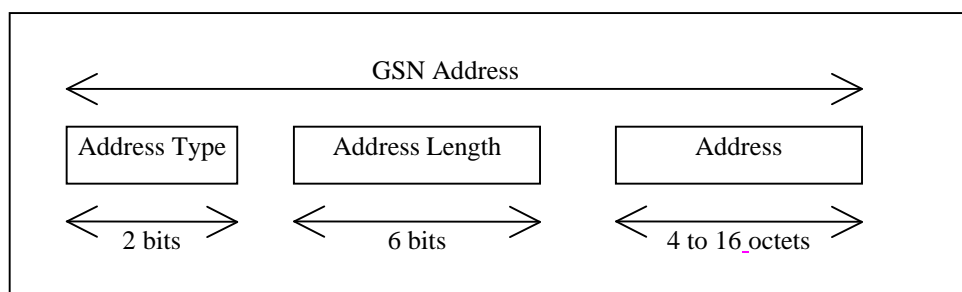 GSN Address
Address Type Address Length Address
2 bits 6 bits 4 to 16 octets